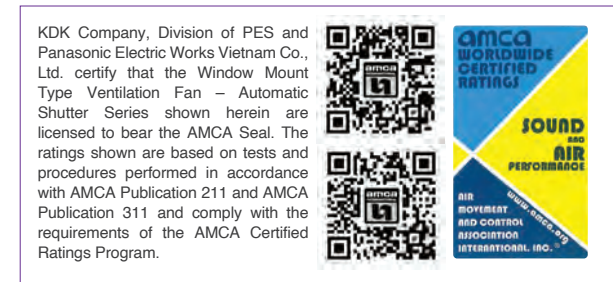 KDK Company, Division of PES and
Panasonic Electric Works Vietnam Co.,
Ltd. certify that the Window Mount
Type Ventilation Fan – Automatic
Shutter Series shown herein are
licensed to bear the AMCA Seal. The
ratings shown are based on tests and
procedures performed in accordance
with AMCA Publication 211 and AMCA
Publication 311 and comply with the
requirements of the AMCA Certified
Ratings Program.
amca
amca
amca
WORLDWIDE
CERTIFIED
RATINGS
SOUND
AND
AIR
PERFORMANCE
AIR
MOVEMENT
AND CONTROL
ASSOCIATION
INTERNATIONAL, INC.®
www.amca.org